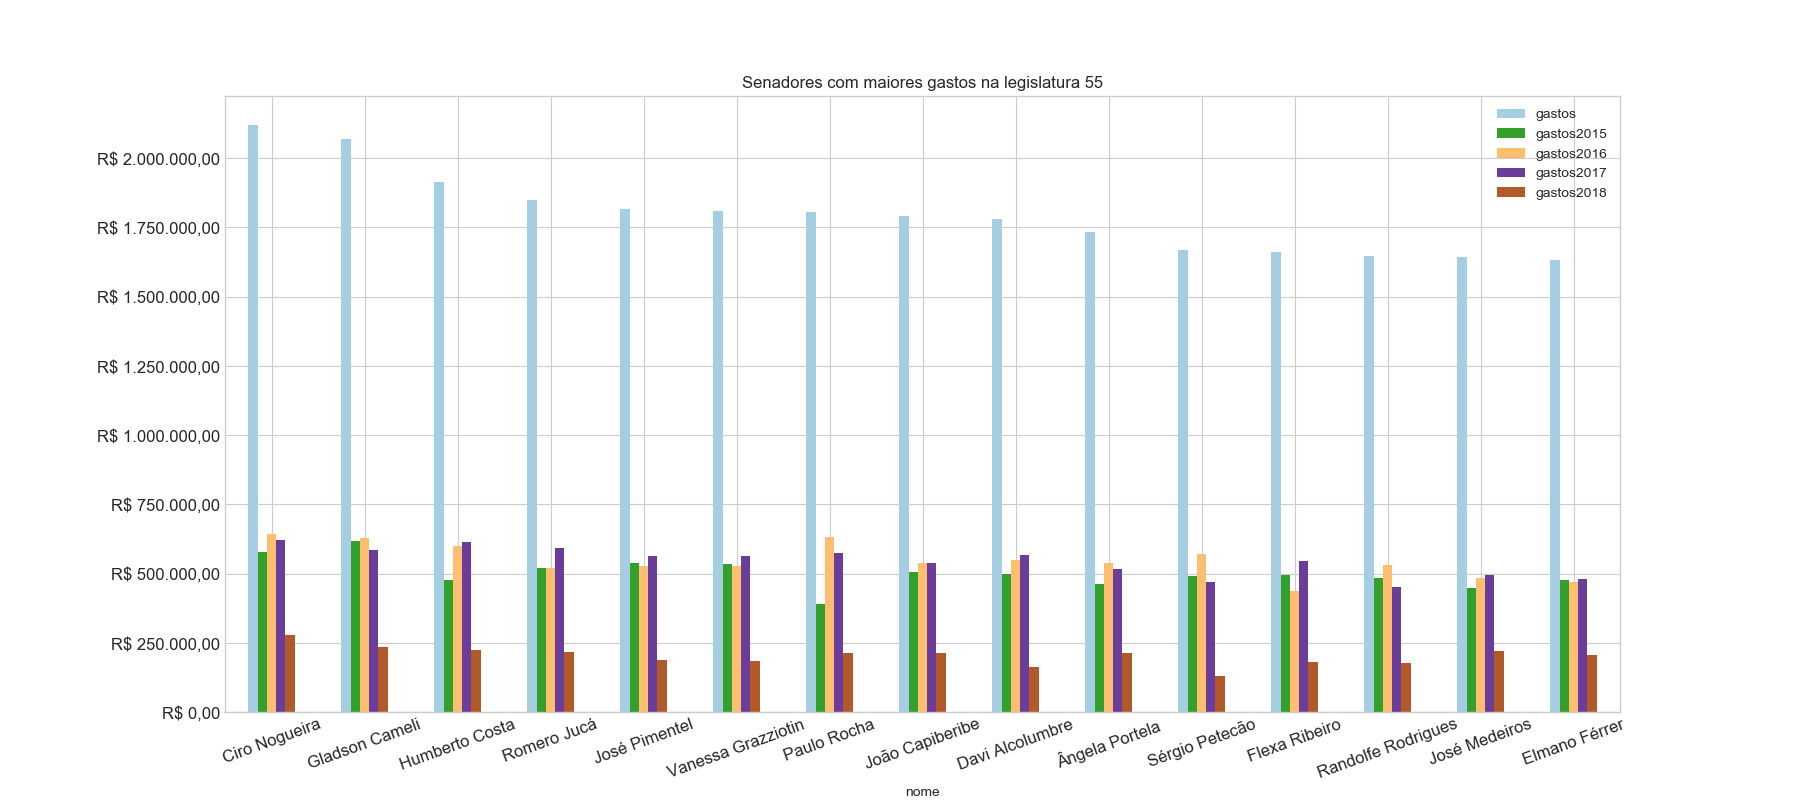 Senadores com maiores gastos na legislatura 55
gastos
gastos2015
gastos2016
gastos2017
gastos2018
R$ 2.000.000,00
R$ 1.750.000,00
R$ 1.500.000,00
R$ 1.250.000,00
R$ 1.000.000,00
R$ 750.000,00
R$ 500.000,00
R$ 250.000,00
R$ 0,00
Ciro Nogueira
Gladson Cameli
Humberto Costa
Romero Jucá
José Pimentel
Vanessa Grazziotin
Paulo Rocha
João Capiberibe
Davi Alcolumbre
Ângela Portela
Sérgio Petecão
Flexa Ribeiro
Randolfe Rodrigues
José Medeiros
Elmano Férrer
nome